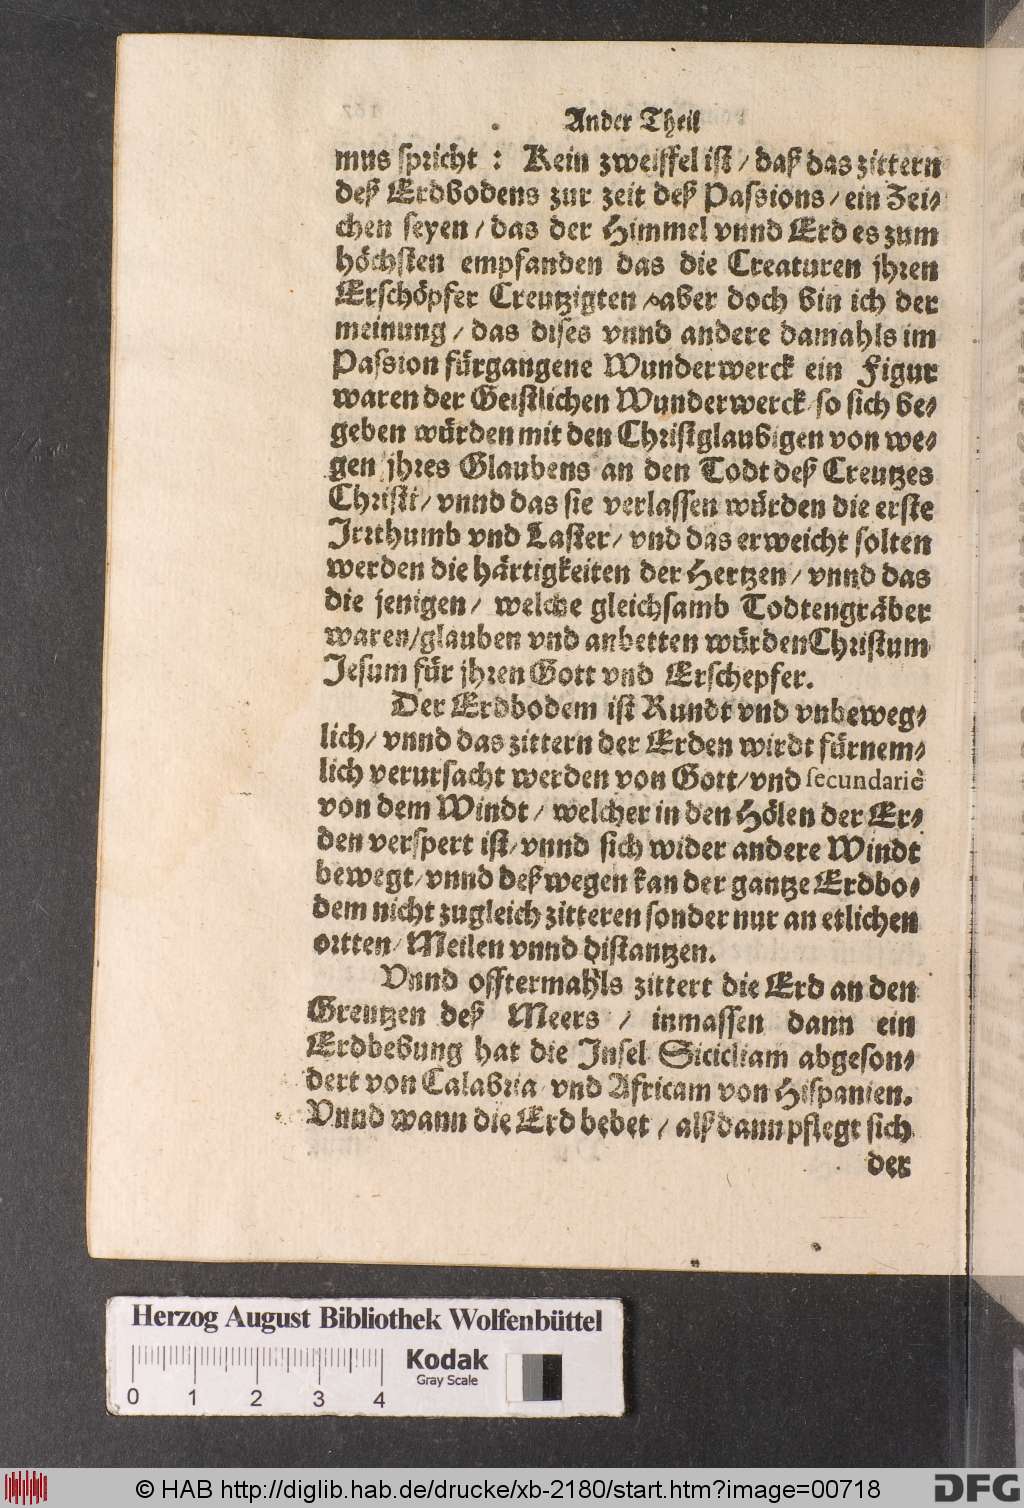 Ander Theil
mus spricht : Kein zweiffel ist / daß das zittern
deß Erdbodens zur zeit deß Passions / ein Zei-
chen seyen / das der Himmel vnnd Erd es zum
höchsten empfanden das die Creaturen jhren
Erschöpfer Creutzigten / aber doch bin ich der
meinung / das dises vnnd andere damahls im
Passion fürgangene Wunderwerck ein Figur
waren der Geistlichen Wunderwerck / so sich be-
geben würden mit den Christglaubigen von we-
gen jhres Glaubens an den Todt deß Creutzes
Christi / vnnd das sie verlassen würden die erste
Irrthumb vnd Laster / vnd das erweicht solten
werden die härtigkeiten der Hertzen / vnnd das
die jenigen / welche gleichsamb Todtengräber
waren / glauben vnd anbetten würden Christum
Jesum für jhren Gott vnd Erschepfer.
Der Erdbodem ist Rundt vnd vnbeweg-
lich / vnnd das zittern der Erden wirdt fürnem-
lich verursacht werden von Gott / vnd secundariè
von dem Windt / welcher in den Hölen der Er-
den verspert ist / vnnd sich wider andere Windt
bewegt / vnnd deßwegen kan der gantze Erdbo-
dem nicht zugleich zitteren sonder nur an etlichen
ortten / Meilen vnnd distantzen.
Vnnd offtermahls zittert die Erd an den
Grentzen deß Meers / inmassen dann ein
Erdbebung hat die Insel Siciliam abgeson-
dert von Calabria vnd Africam von Hispanien.
Vnnd wann die Erd bebet / alß dann pflegt sich
der
Herzog August Bibliothek Wolfenbüttel
Kodak
Gray Scale
0 1 2 3 4
© HAB http://diglib.hab.de/drucke/xb-2180/start.htm?image=00718
DFG